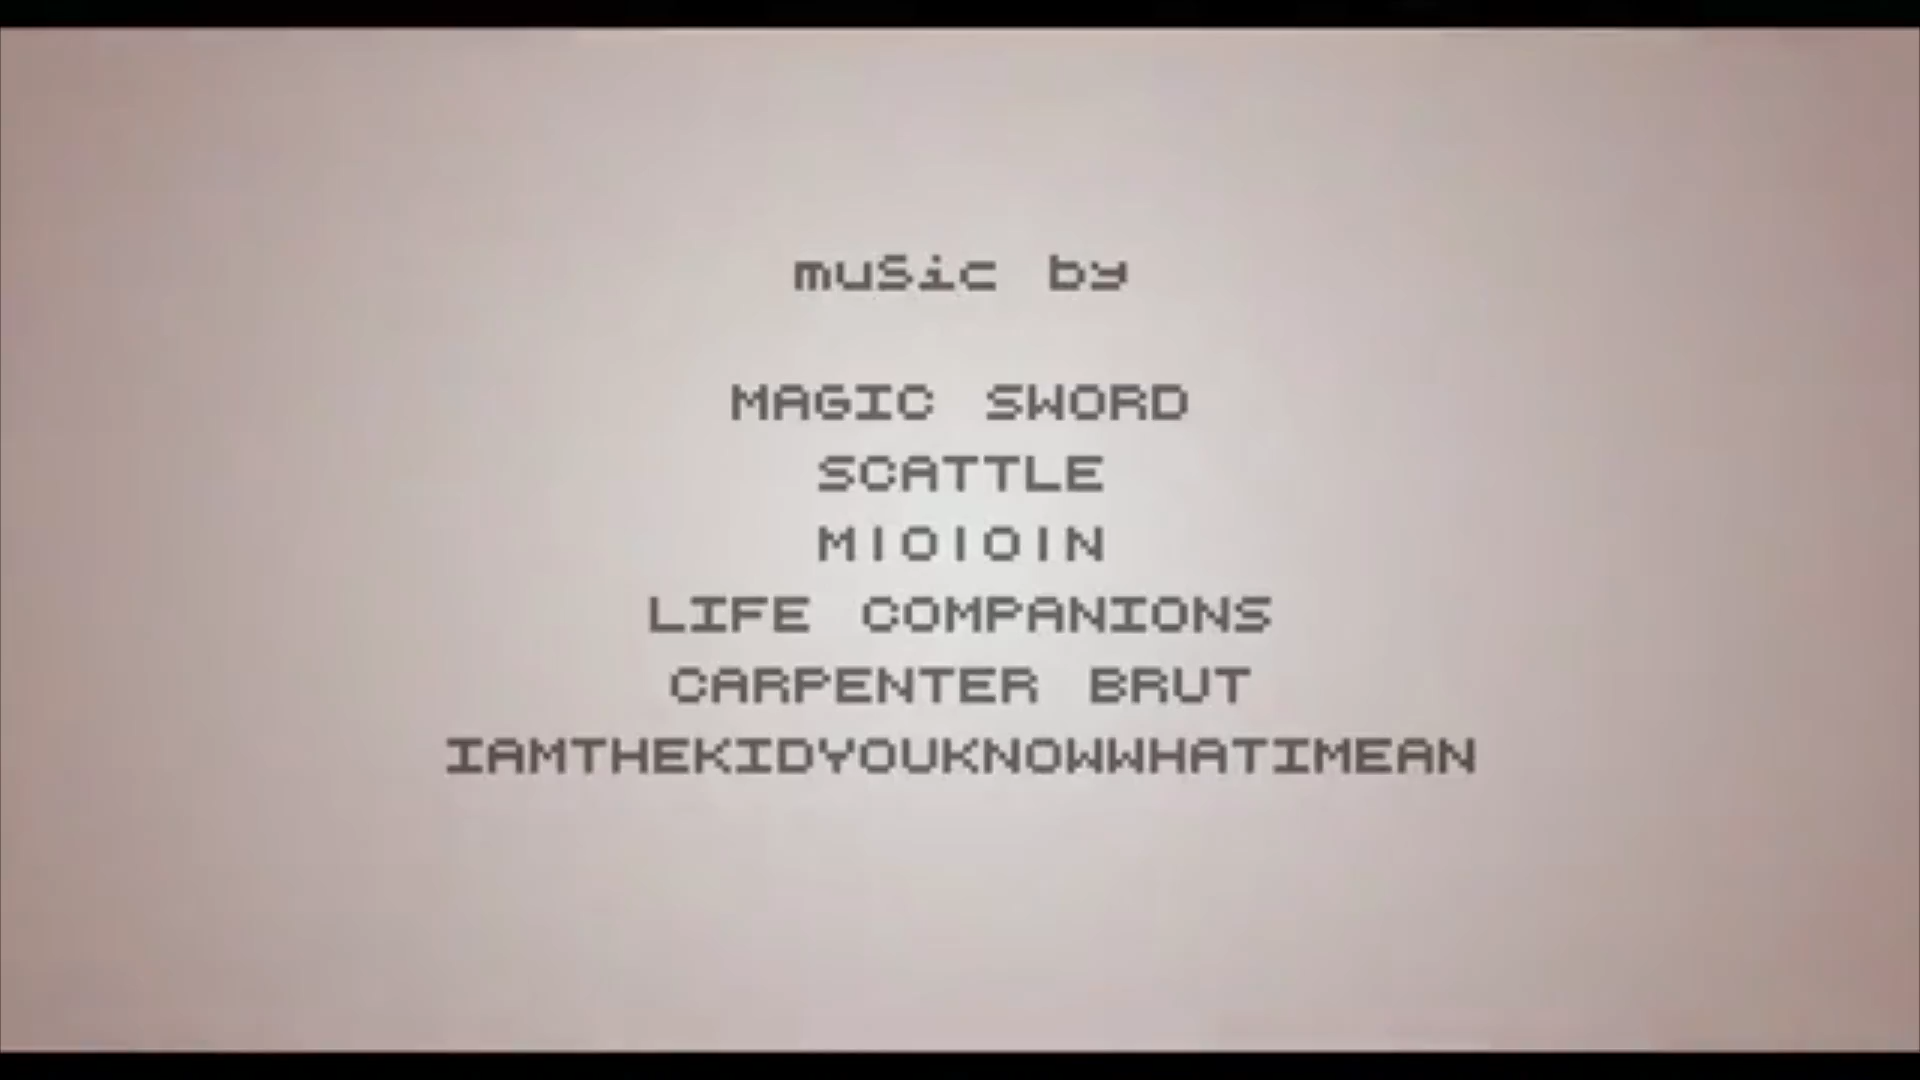 music by
MAGIC SWORD
SCATTLE
M|O|O|N
LIFE COMPANIONS
CARPENTER BRUT
IAMTHEKIDYOUKNOWWHATIMEAN